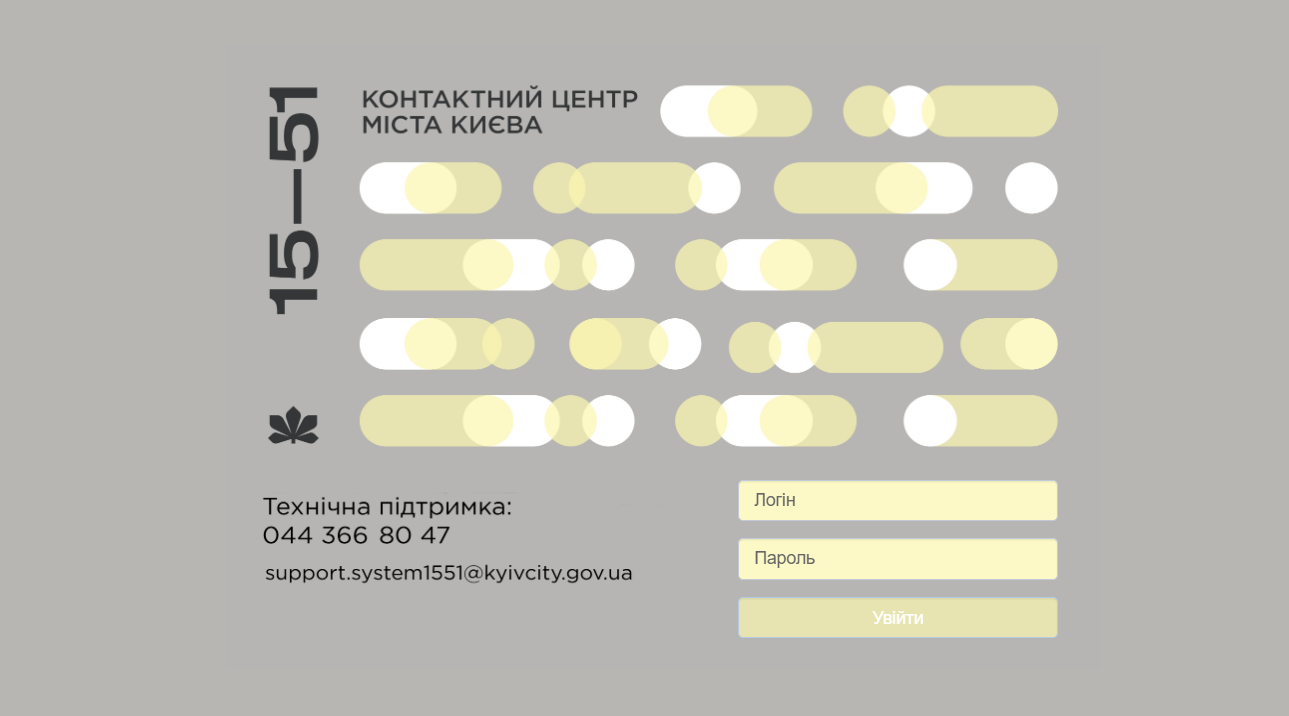 15—51
КОНТАКТНИЙ ЦЕНТР
МІСТА КИЄВА
Технічна підтримка:
044 366 80 47
support.system1551@kyivcity.gov.ua
Логін
Пароль
Увійти